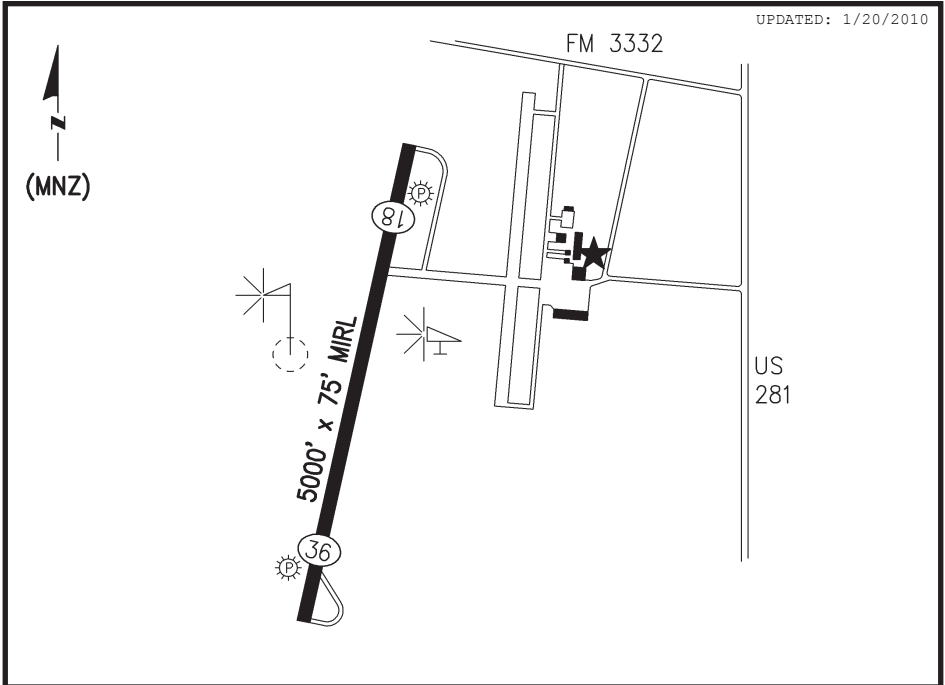 UPDATED: 1/20/2010
FM 3332
N
(MNZ)
P
18
5000' x 75' MIRL
US
281
36
P